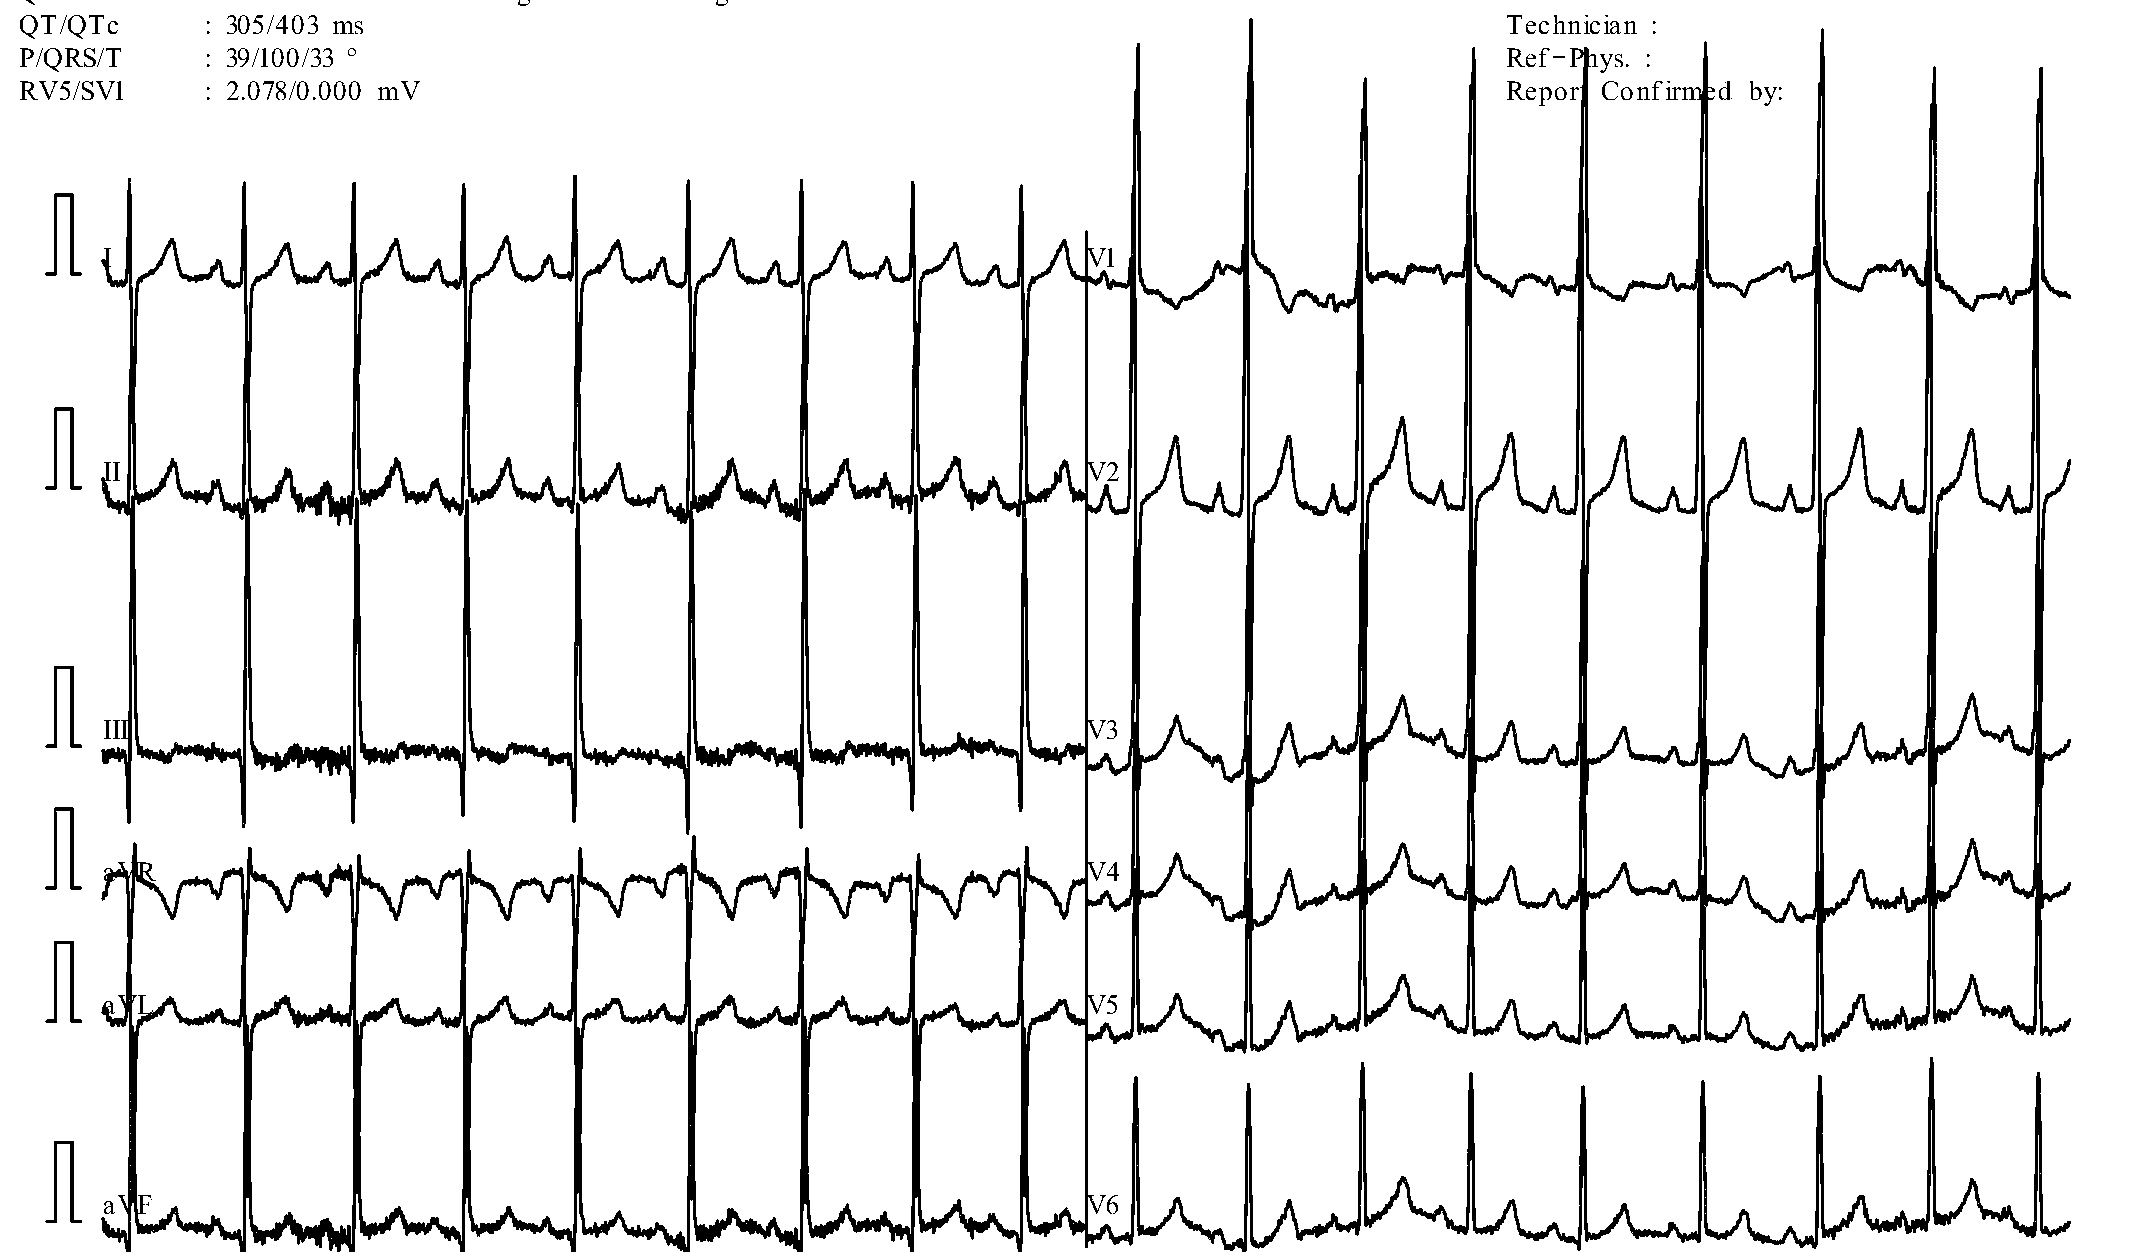 QT/QTc : 305/403 ms
P/QRS/T : 39/100/33 °
RV5/SV1 : 2.078/0.000 mV
Technician :
Ref-Phys. :
Report Confirmed by:
I
II
III
aVR
aVL
aVF
V1
V2
V3
V4
V5
V6